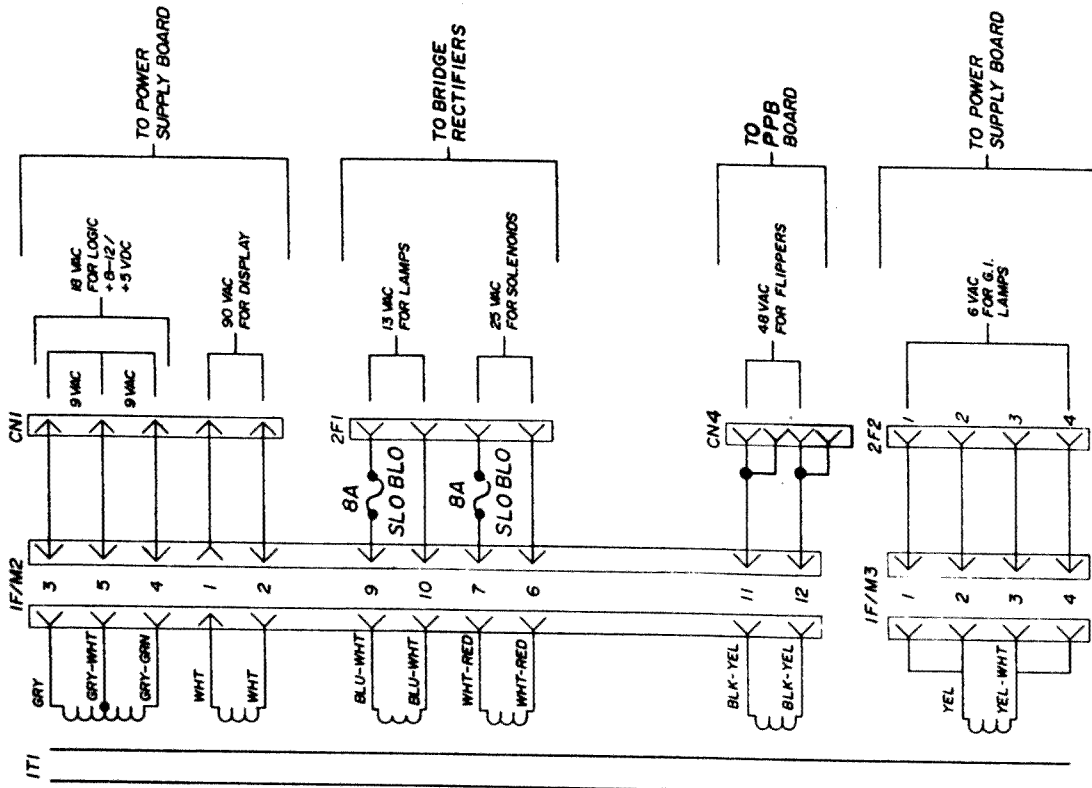 TO POWER
SUPPLY BOARD
TO BRIDGE
RECTIFIERS
TO
PPB
BOARD
TO POWER
SUPPLY BOARD
18 VAC
FOR LOGIC
+8-12/
+5 VDC
90 VAC
FOR DISPLAY
13 VAC
FOR LAMPS
25 VAC
FOR SOLENOIDS
48 VAC
FOR FLIPPERS
6 VAC
FOR G.I.
LAMPS
9 VAC
9 VAC
CN1
2F1
CN4
2F2
1
2
3
4
8A
SLO BLO
8A
SLO BLO
1F/M2
3
5
4
1
2
9
10
7
6
11
12
1F/M3
1
2
3
4
GRY
GRY-WHT
GRY-GRN
WHT
WHT
BLU-WHT
BLU-WHT
WHT-RED
WHT-RED
BLK-YEL
BLK-YEL
YEL
YEL-WHT
1T1